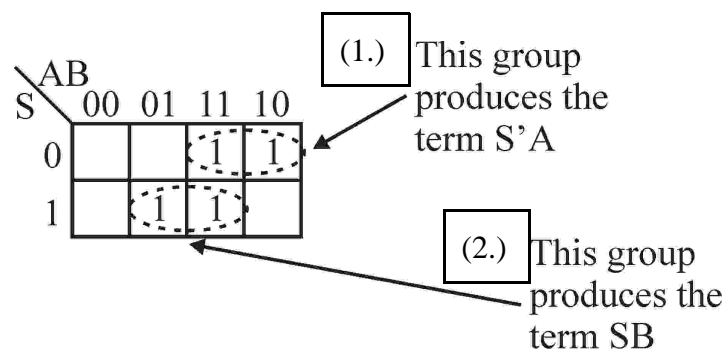 (1.) This group
produces the
term S’A
AB
S 00 01 11 10
0 1 1
1 1 1
(2.) This group
produces the
term SB